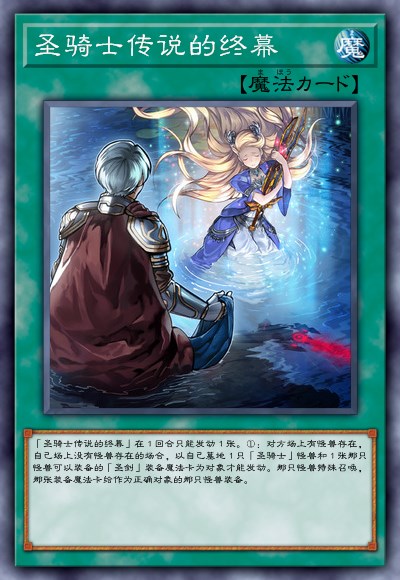 圣骑士传说的终幕
魔
【魔法カード】
まほう
「圣骑士传说的终幕」在１回合只能发动１张。①：对方场上有怪兽存在，
自己场上没有怪兽存在的场合，以自己墓地１只「圣骑士」怪兽和１张那只
怪兽可以装备的「圣剑」装备魔法卡为对象才能发动。那只怪兽特殊召唤，
那张装备魔法卡给作为正确对象的那只怪兽装备。